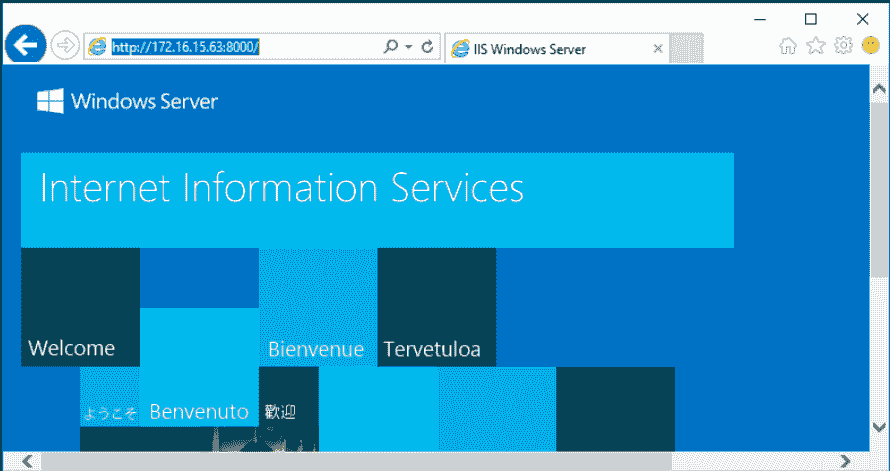 http://172.16.15.63:8000/
IIS Windows Server
Windows Server
Internet Information Services
Welcome
Bienvenue
Tervetuloa
ようこそ
Benvenuto
歡迎